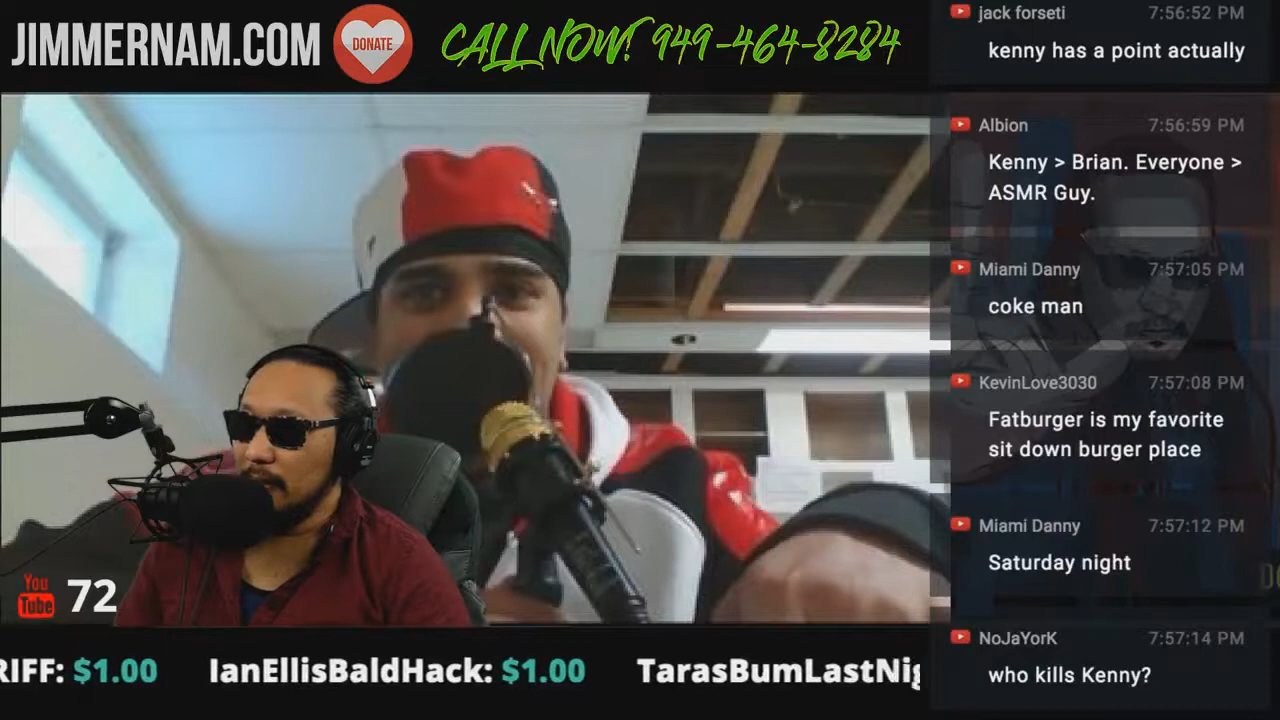 JIMMERNAM.COM
DONATE
CALL NOW! 949-464-8284
jack forseti 7:56:52 PM
kenny has a point actually
Albion 7:56:59 PM
Kenny > Brian. Everyone >
ASMR Guy.
Miami Danny 7:57:05 PM
coke man
KevinLove3030 7:57:08 PM
Fatburger is my favorite
sit down burger place
Miami Danny 7:57:12 PM
Saturday night
NoJaYorK 7:57:14 PM
who kills Kenny?
You
Tube 72
RIFF: $1.00 IanEllisBaldHack: $1.00 TarasBumLastNig